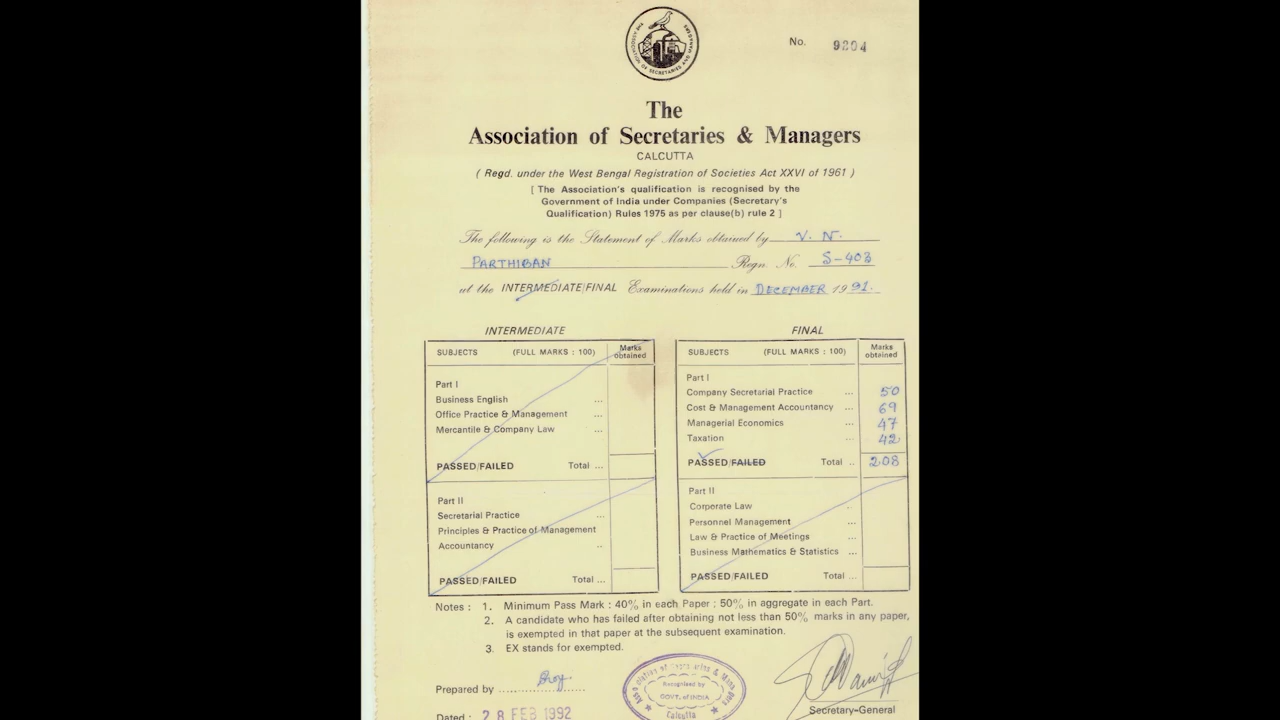 THE ASSOCIATION OF SECRETARIES AND MANAGERS
No. 9204
The
Association of Secretaries & Managers
CALCUTTA
( Regd. under the West Bengal Registration of Societies Act XXVI of 1961 )
[ The Association's qualification is recognised by the
Government of India under Companies (Secretary's
Qualification) Rules 1975 as per clause(b) rule 2 ]
The following is the Statement of Marks obtained by V. N.
PARTHIBAN Regn. No. S-403
at the INTERMEDIATE/FINAL Examinations held in DECEMBER 1991.
INTERMEDIATE
SUBJECTS (FULL MARKS : 100) Marks obtained
Part I
Business English ...
Office Practice & Management ...
Mercantile & Company Law ...
PASSED/FAILED Total ...
Part II
Secretarial Practice ...
Principles & Practice of Management
Accountancy ..
PASSED/FAILED Total ...
FINAL
SUBJECTS (FULL MARKS : 100) Marks obtained
Part I
Company Secretarial Practice ... 50
Cost & Management Accountancy ... 69
Managerial Economics ... 47
Taxation ... 42
PASSED/FAILED Total .. 208
Part II
Corporate Law ..
Personnel Management ...
Law & Practice of Meetings ...
Business Mathematics & Statistics ...
PASSED/FAILED Total ...
Notes : 1. Minimum Pass Mark : 40% in each Paper ; 50% in aggregate in each Part.
2. A candidate who has failed after obtaining not less than 50% marks in any paper,
is exempted in that paper at the subsequent examination.
3. EX stands for exempted.
Prepared by
Dated : 28 FEB 1992
Recognised by
GOVT. of INDIA
Calcutta
Secretary-General